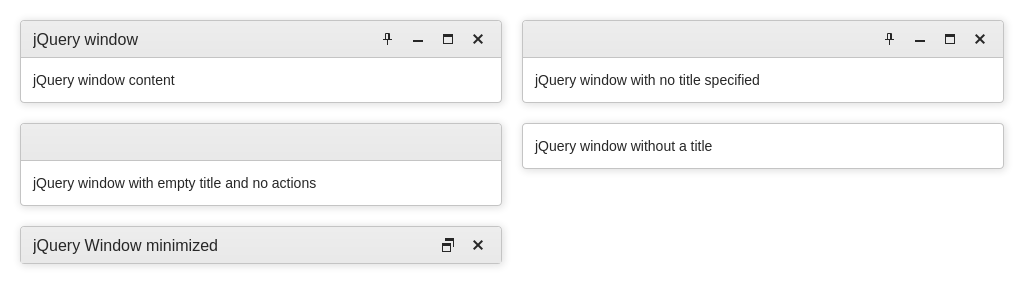 jQuery window
jQuery window content
jQuery window with no title specified
jQuery window with empty title and no actions
jQuery window without a title
jQuery Window minimized